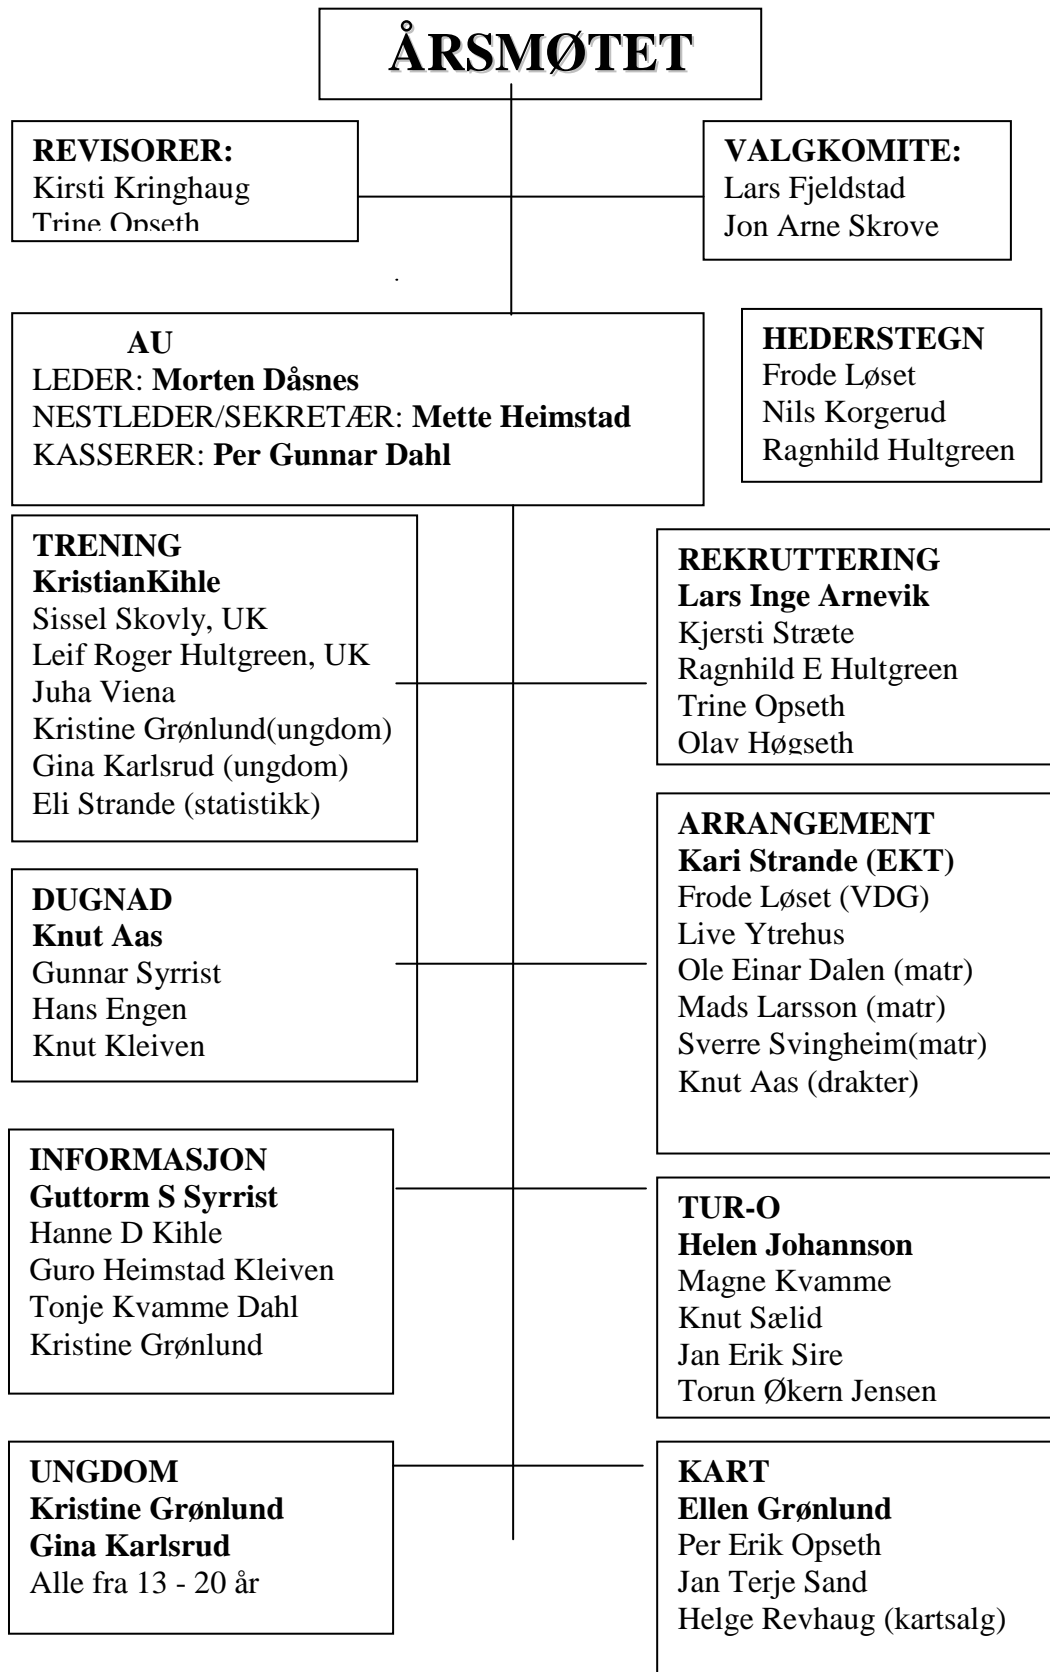 ÅRSMØTET
REVISORER:
Kirsti Kringhaug
Trine Opseth
VALGKOMITE:
Lars Fjeldstad
Jon Arne Skrove
AU
LEDER: Morten Dåsnes
NESTLEDER/SEKRETÆR: Mette Heimstad
KASSERER: Per Gunnar Dahl
HEDERSTEGN
Frode Løset
Nils Korgerud
Ragnhild Hultgreen
TRENING
KristianKihle
Sissel Skovly, UK
Leif Roger Hultgreen, UK
Juha Viena
Kristine Grønlund(ungdom)
Gina Karlsrud (ungdom)
Eli Strande (statistikk)
REKRUTTERING
Lars Inge Arnevik
Kjersti Stræte
Ragnhild E Hultgreen
Trine Opseth
Olav Høgseth
DUGNAD
Knut Aas
Gunnar Syrrist
Hans Engen
Knut Kleiven
ARRANGEMENT
Kari Strande (EKT)
Frode Løset (VDG)
Live Ytrehus
Ole Einar Dalen (matr)
Mads Larsson (matr)
Sverre Svingheim(matr)
Knut Aas (drakter)
INFORMASJON
Guttorm S Syrrist
Hanne D Kihle
Guro Heimstad Kleiven
Tonje Kvamme Dahl
Kristine Grønlund
TUR-O
Helen Johannson
Magne Kvamme
Knut Sælid
Jan Erik Sire
Torun Økern Jensen
UNGDOM
Kristine Grønlund
Gina Karlsrud
Alle fra 13 - 20 år
KART
Ellen Grønlund
Per Erik Opseth
Jan Terje Sand
Helge Revhaug (kartsalg)